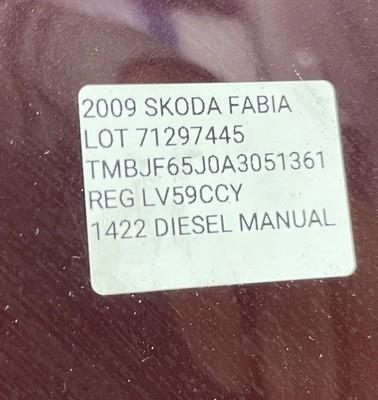 2009 SKODA FABIA
LOT 71297445
TMBJF65J0A3051361
REG LV59CCY
1422 DIESEL MANUAL